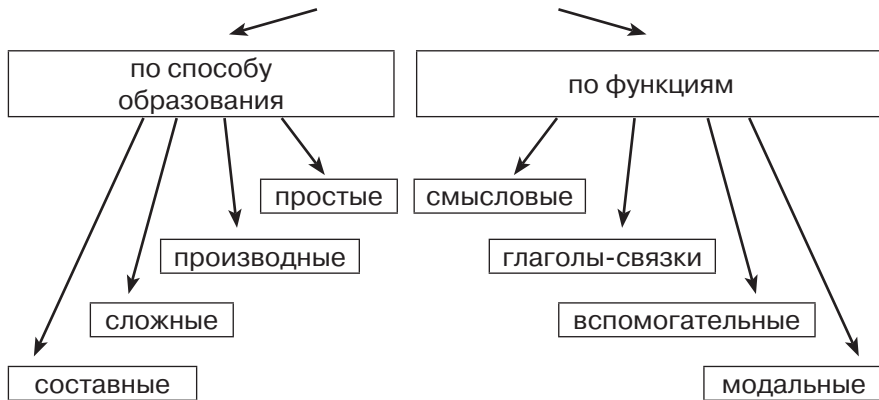 по способу
образования
по функциям
простые
смысловые
производные
глаголы-связки
сложные
вспомогательные
составные
модальные